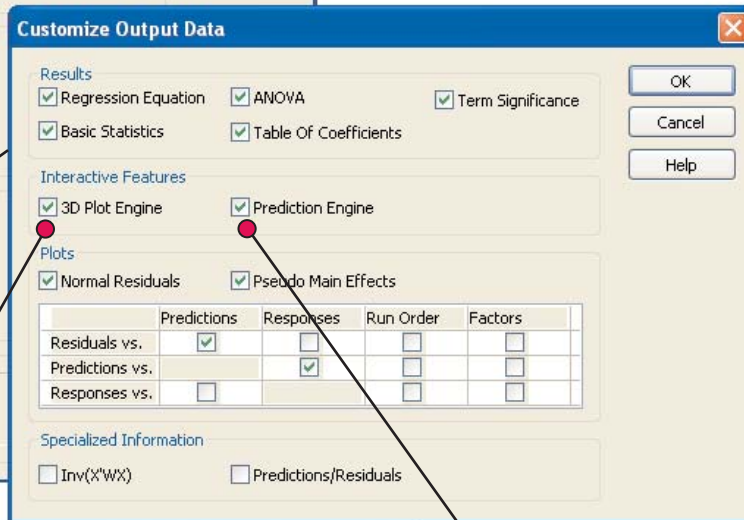 Customize Output Data
Results
Regression Equation ANOVA Term Significance
Basic Statistics Table Of Coefficients
OK
Cancel
Help
Interactive Features
3D Plot Engine Prediction Engine
Plots
Normal Residuals Pseudo Main Effects
Predictions Responses Run Order Factors
Residuals vs.
Predictions vs.
Responses vs.
Specialized Information
Inv(X'WX) Predictions/Residuals